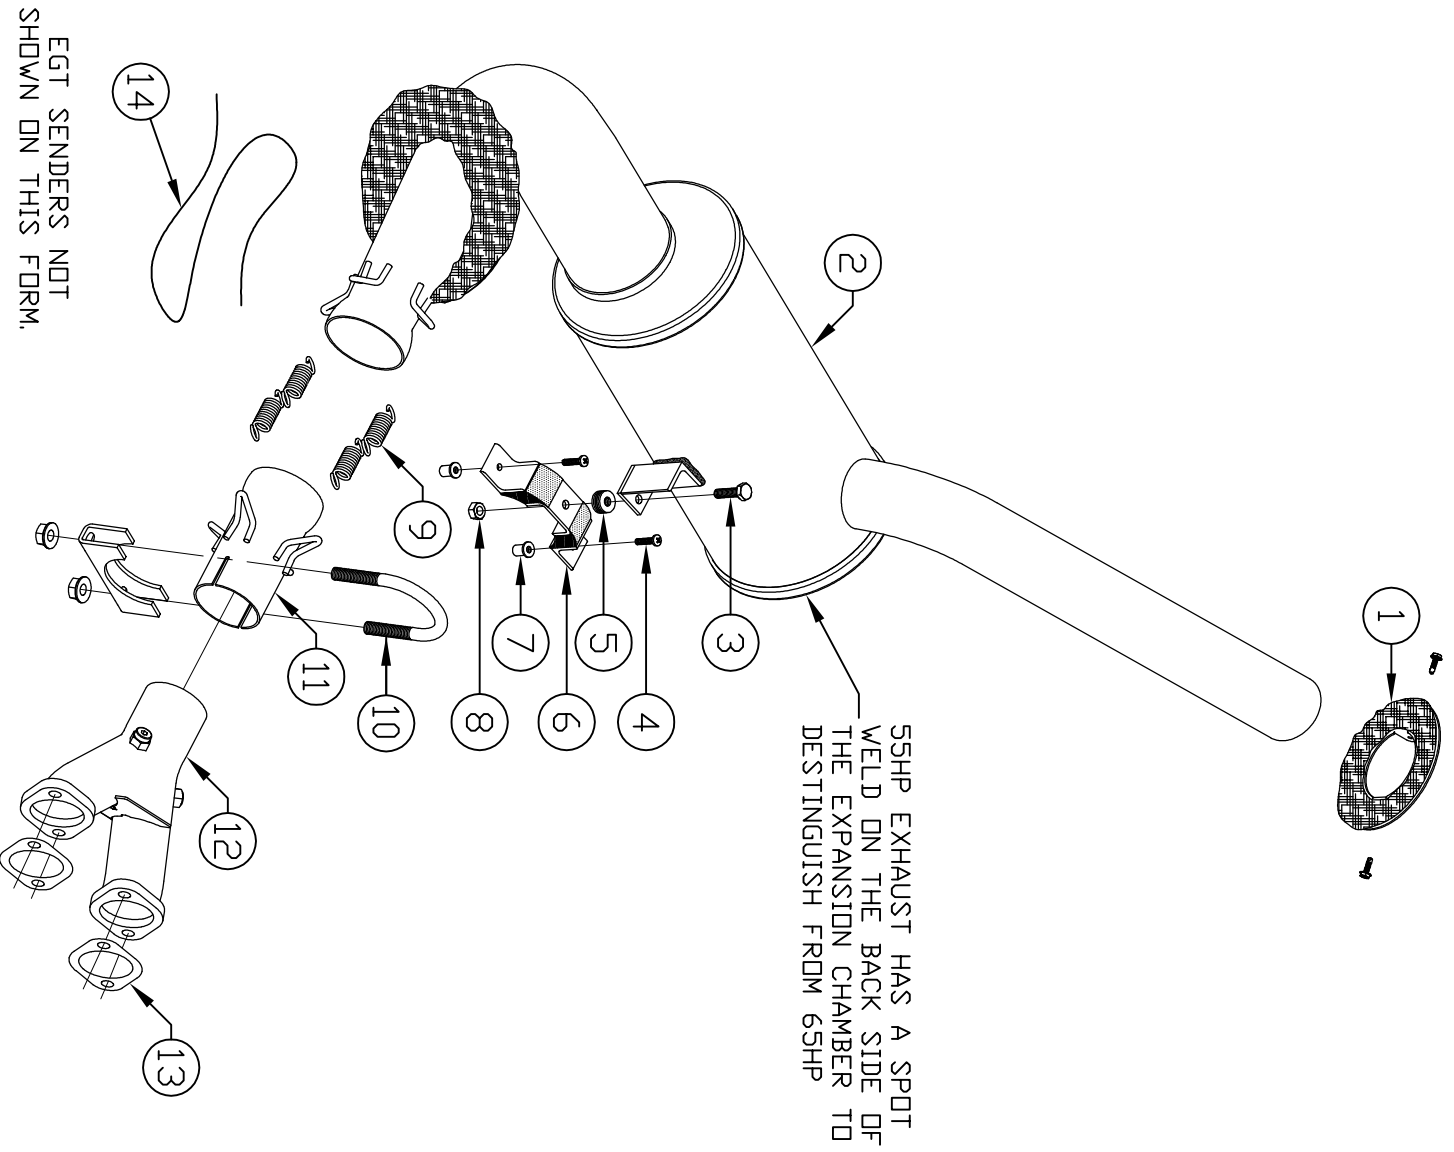 EGT SENDERS NOT
SHOWN ON THIS FORM.
14
2
1
9
3
4
5
6
7
8
10
11
12
13
55HP EXHAUST HAS A SPOT
WELD ON THE BACK SIDE OF
THE EXPANSION CHAMBER TO
DESTINGUISH FROM 65HP